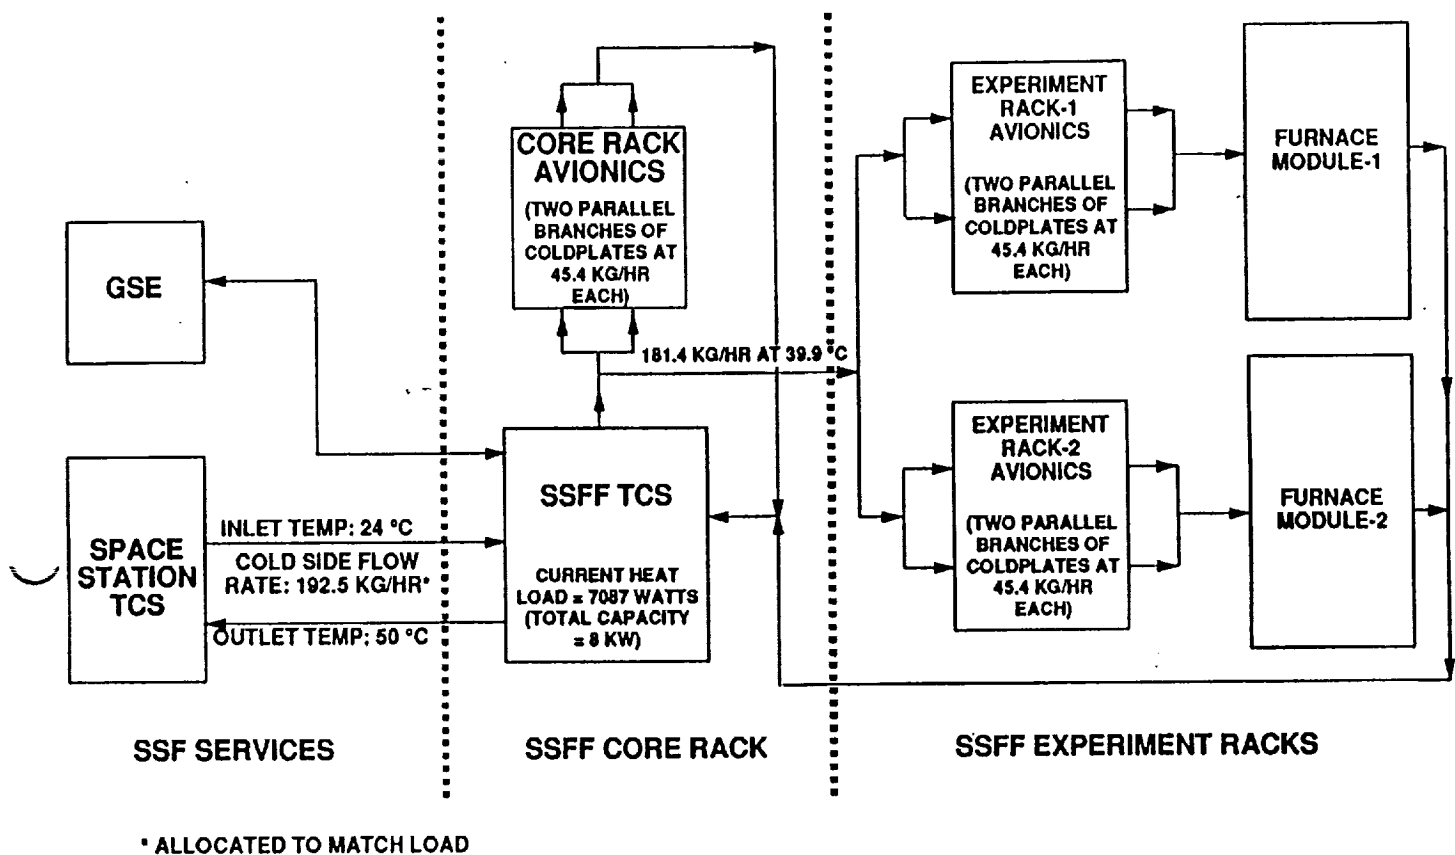 GSE
SPACE
STATION
TCS
INLET TEMP: 24 °C
COLD SIDE FLOW
RATE: 192.5 KG/HR*
OUTLET TEMP: 50 °C
SSF SERVICES
CORE RACK
AVIONICS
(TWO PARALLEL
BRANCHES OF
COLDPLATES AT
45.4 KG/HR
EACH)
181.4 KG/HR AT 39.9 °C
SSFF TCS
CURRENT HEAT
LOAD = 7087 WATTS
(TOTAL CAPACITY
= 8 KW)
SSFF CORE RACK
EXPERIMENT
RACK-1
AVIONICS
(TWO PARALLEL
BRANCHES OF
COLDPLATES AT
45.4 KG/HR
EACH)
FURNACE
MODULE-1
EXPERIMENT
RACK-2
AVIONICS
(TWO PARALLEL
BRANCHES OF
COLDPLATES AT
45.4 KG/HR
EACH)
FURNACE
MODULE-2
SSFF EXPERIMENT RACKS
* ALLOCATED TO MATCH LOAD